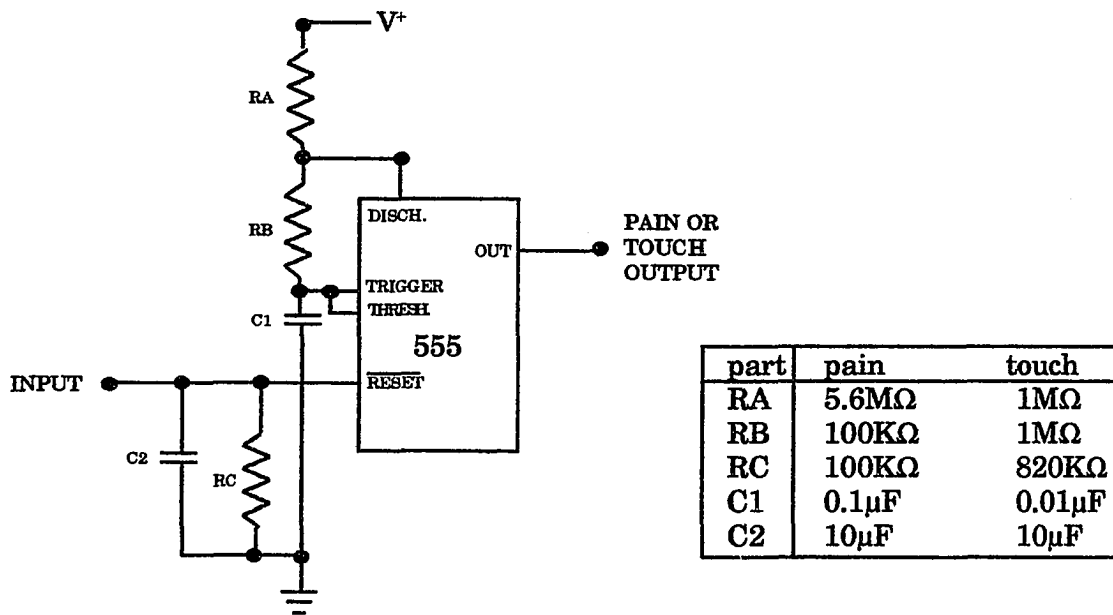 V+
RA
RB
DISCH.
OUT
PAIN OR
TOUCH
OUTPUT
TRIGGER
THRESH.
C1
555
INPUT
RESET
C2
RC
part pain touch
RA 5.6MΩ 1MΩ
RB 100KΩ 1MΩ
RC 100KΩ 820KΩ
C1 0.1µF 0.01µF
C2 10µF 10µF